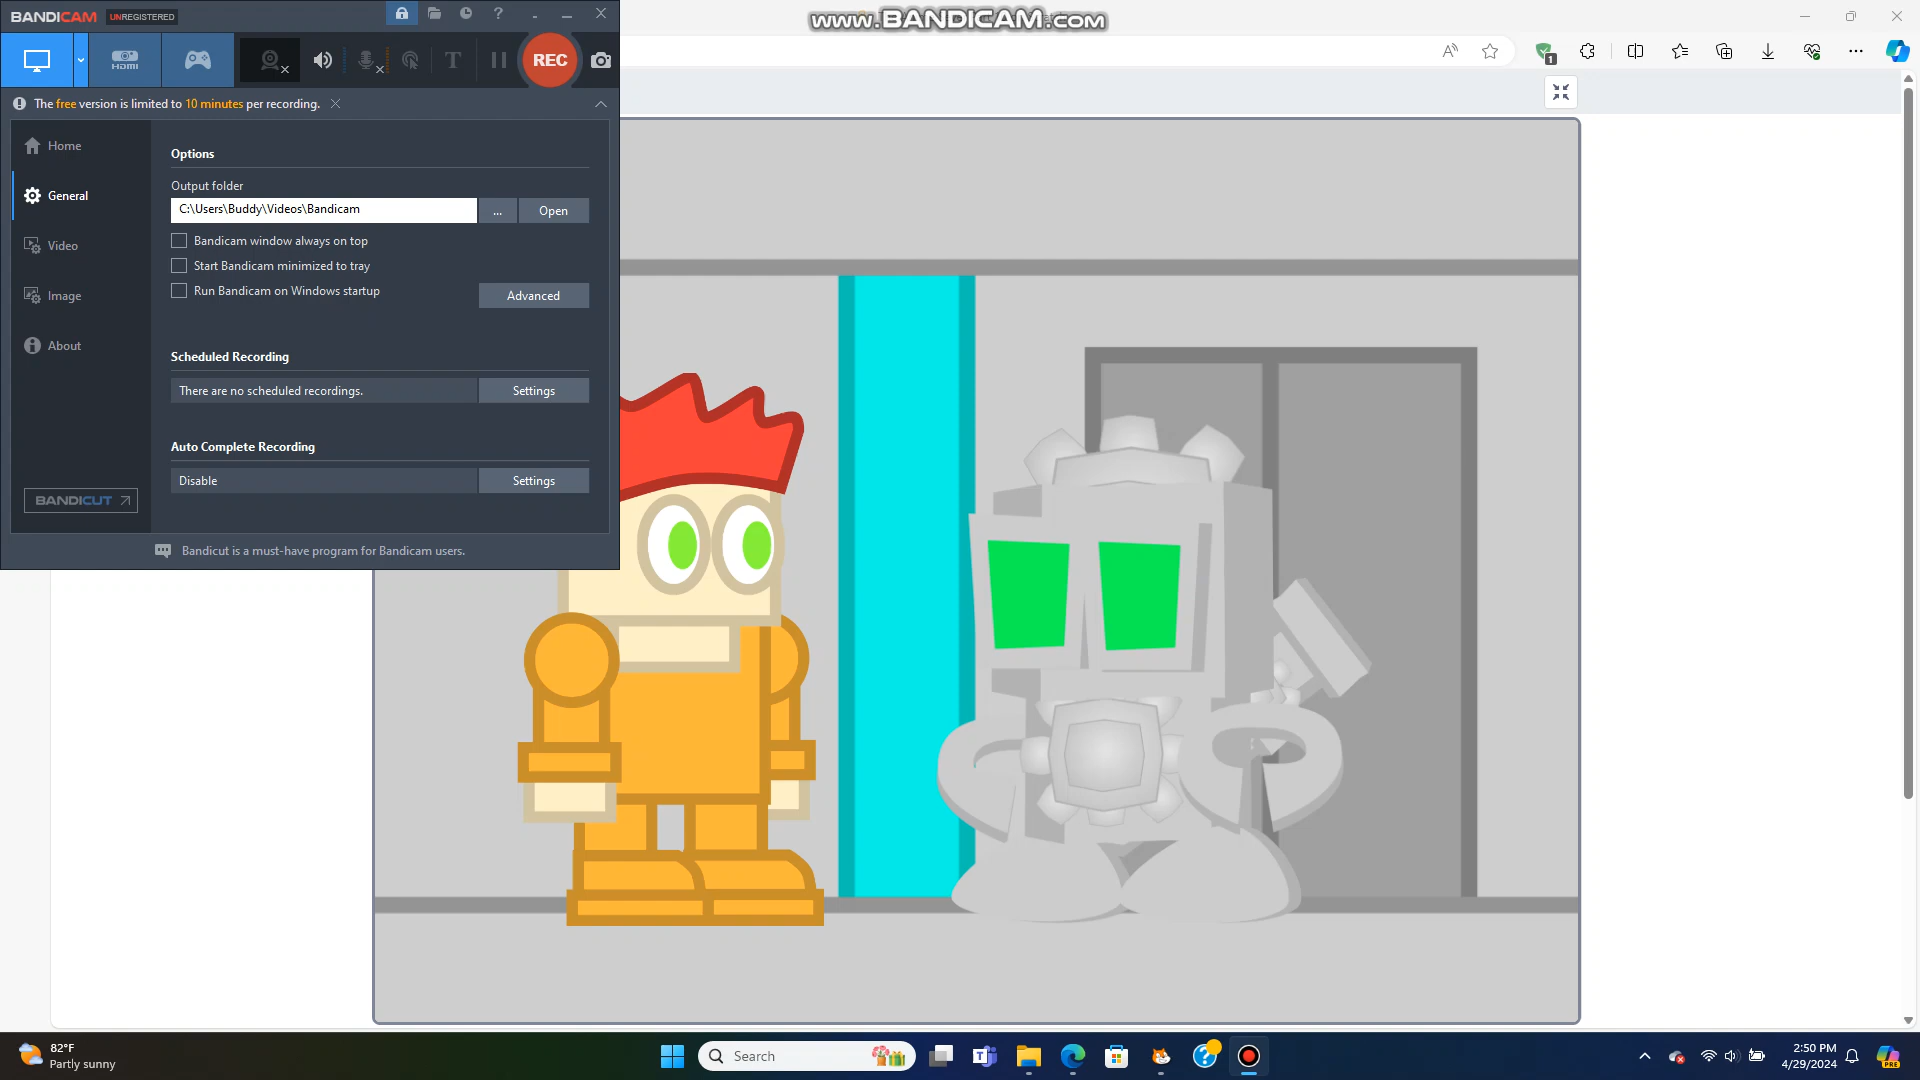 BANDICAM UNREGISTERED
www.BANDICAM.com
HDMI
T
REC
The free version is limited to 10 minutes per recording.
Home
General
Video
Image
About
BANDICUT
Options
Output folder
C:\Users\Buddy\Videos\Bandicam
...
Open
Bandicam window always on top
Start Bandicam minimized to tray
Run Bandicam on Windows startup
Advanced
Scheduled Recording
There are no scheduled recordings.
Settings
Auto Complete Recording
Disable
Settings
Bandicut is a must-have program for Bandicam users.
1
82°F
Partly sunny
Search
2:50 PM
4/29/2024
PRE